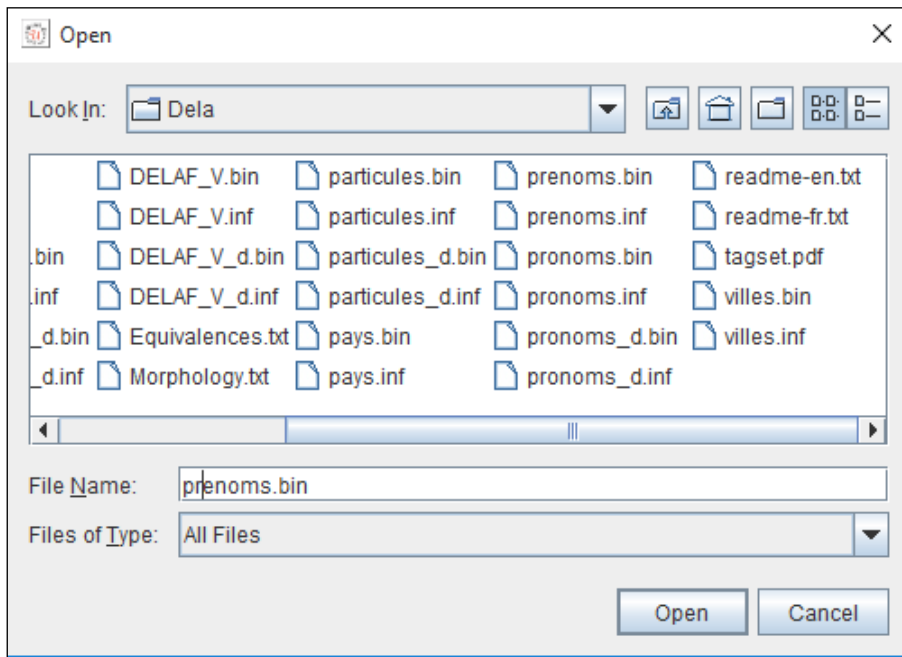 Open
Look In: Dela
DELAF_V.bin particules.bin prenoms.bin readme-en.txt
DELAF_V.inf particules.inf prenoms.inf readme-fr.txt
.bin DELAF_V_d.bin particules_d.bin pronoms.bin tagset.pdf
.inf DELAF_V_d.inf particules_d.inf pronoms.inf villes.bin
_d.bin Equivalences.txt pays.bin pronoms_d.bin villes.inf
_d.inf Morphology.txt pays.inf pronoms_d.inf
File Name: prenoms.bin
Files of Type: All Files
Open Cancel